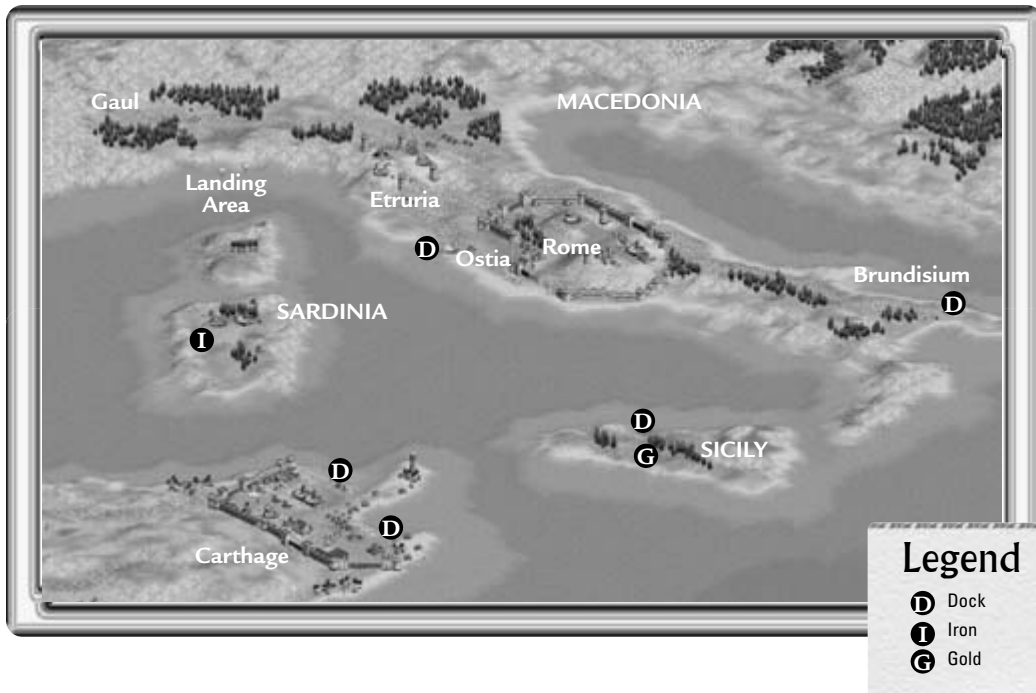 Gaul
MACEDONIA
Landing
Area
Etruria
D
Ostia
Rome
Brundisium
D
SARDINIA
I
D
G
SICILY
D
D
Carthage
Legend
D Dock
I Iron
G Gold